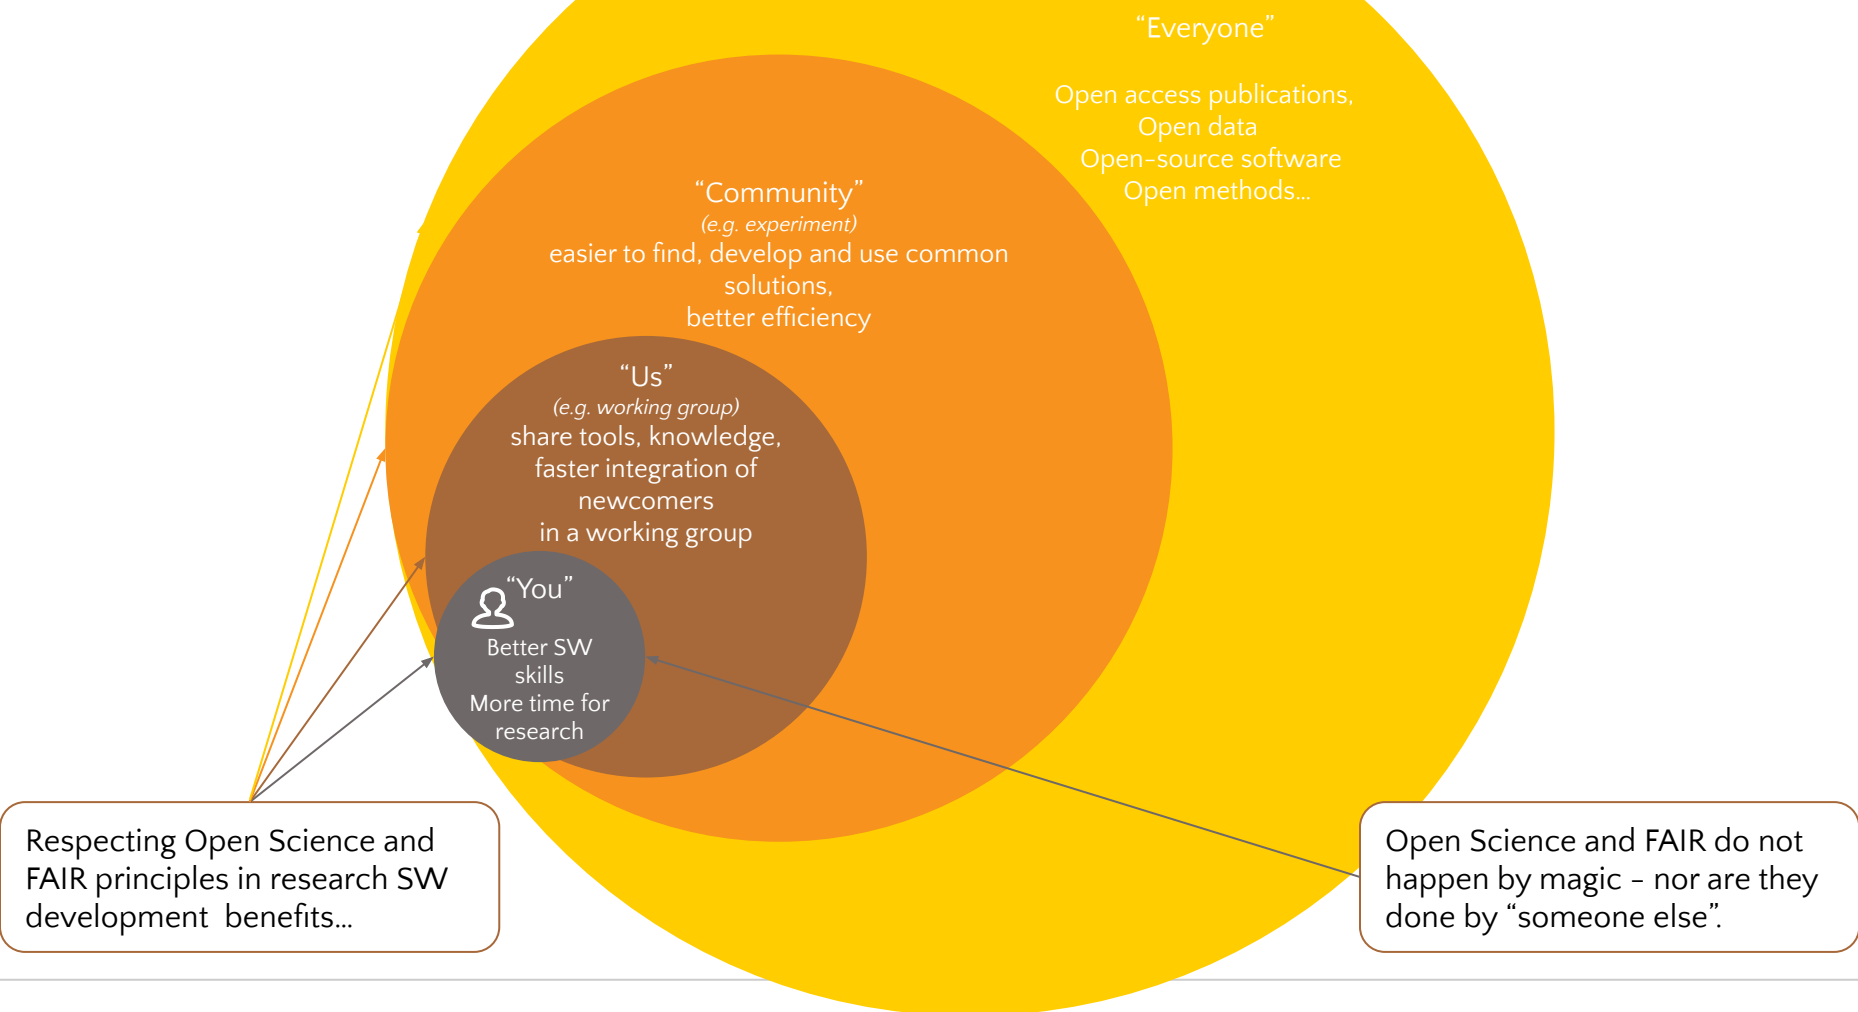 “Everyone”
Open access publications,
Open data
Open-source software
Open methods...
“Community”
(e.g. experiment)
easier to find, develop and use common
solutions,
better efficiency
“Us”
(e.g. working group)
share tools, knowledge,
faster integration of
newcomers
in a working group
“You”
Better SW
skills
More time for
research
Respecting Open Science and
FAIR principles in research SW
development  benefits...
Open Science and FAIR do not
happen by magic - nor are they
done by “someone else”.